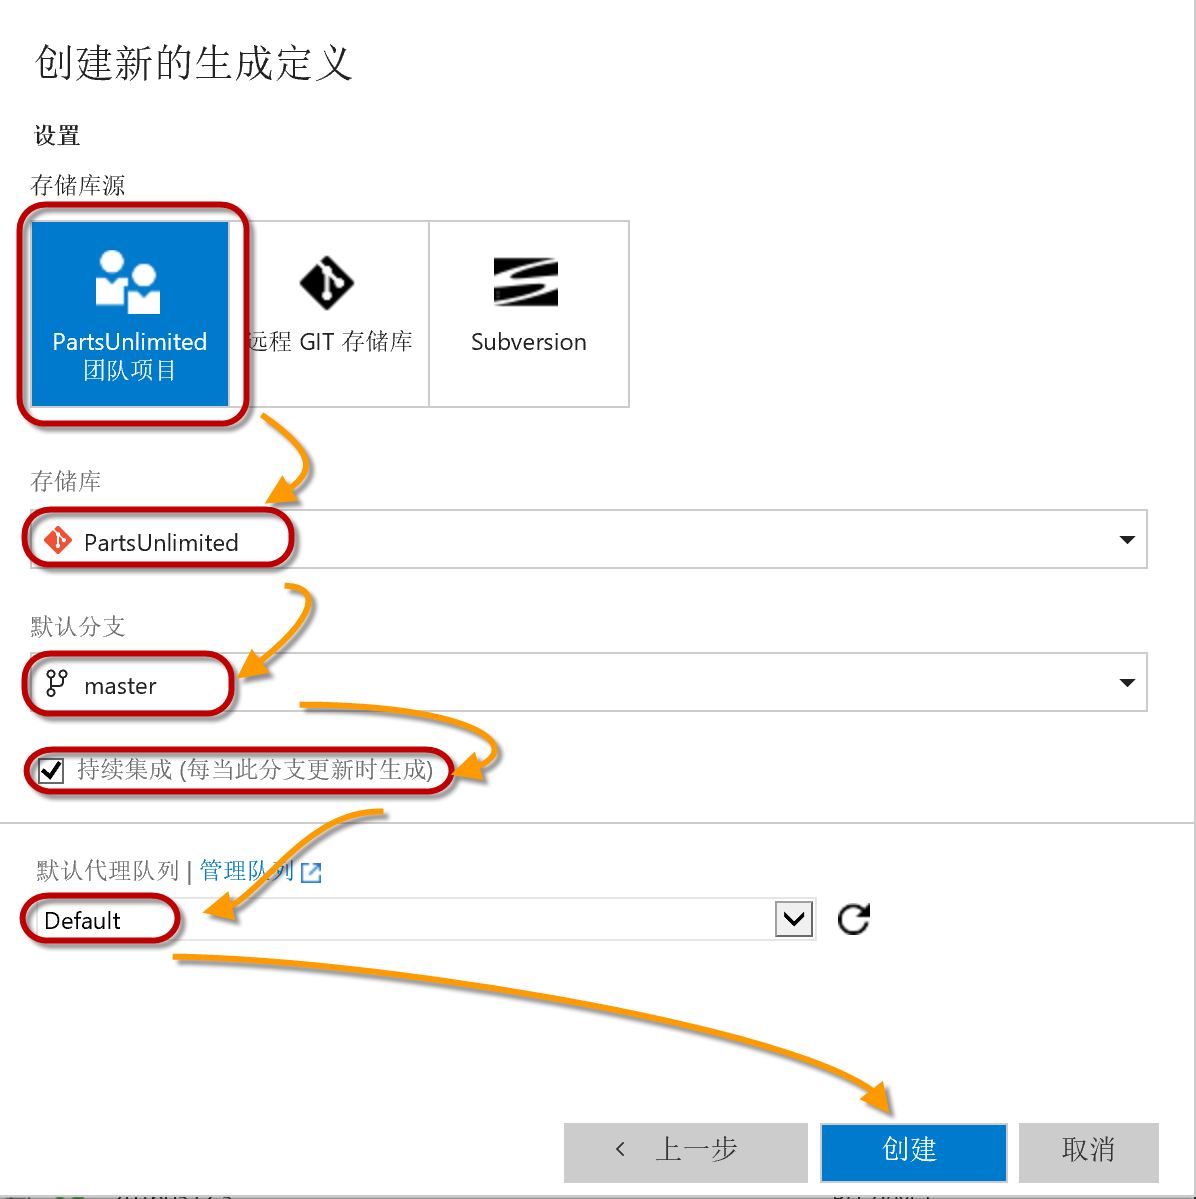 创建新的生成定义
设置
存储库源
PartsUnlimited
团队项目
远程 GIT 存储库
Subversion
存储库
PartsUnlimited
默认分支
master
持续集成 (每当此分支更新时生成)
默认代理队列 | 管理队列
Default
上一步
创建
取消